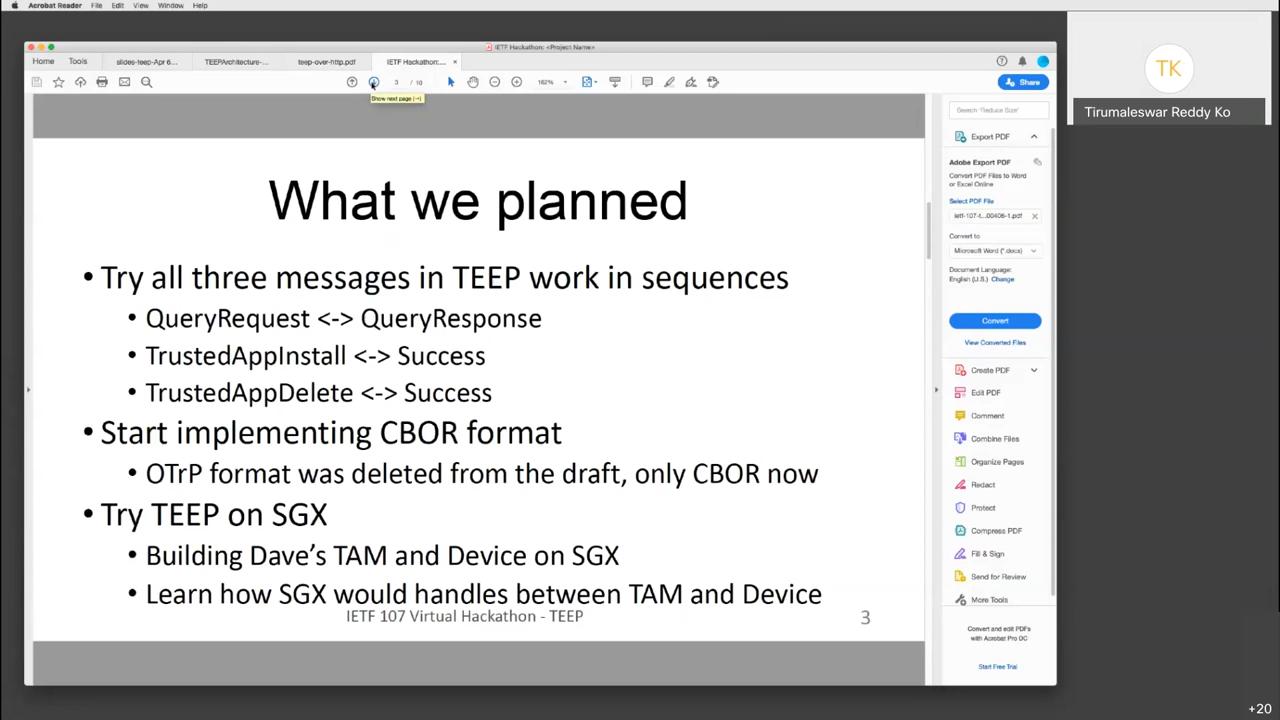 Acrobat Reader File Edit View Window Help
IETF Hackathon: <Project Name>
Home Tools slides-teep-Apr 6... TEEPArchitecture-... teep-over-http.pdf IETF Hackathon:... ×
3 / 10 162% Share
Show next page (→)
What we planned
• Try all three messages in TEEP work in sequences
• QueryRequest <-> QueryResponse
• TrustedAppInstall <-> Success
• TrustedAppDelete <-> Success
• Start implementing CBOR format
• OTrP format was deleted from the draft, only CBOR now
• Try TEEP on SGX
• Building Dave's TAM and Device on SGX
• Learn how SGX would handles between TAM and Device
IETF 107 Virtual Hackathon - TEEP
3
Search 'Reduce Size'
Export PDF
Adobe Export PDF
Convert PDF Files to Word
or Excel Online
Select PDF File
ietf-107-t...00406-1.pdf
Convert to
Microsoft Word (*.docx)
Document Language:
English (U.S.) Change
Convert
View Converted Files
Create PDF
Edit PDF
Comment
Combine Files
Organize Pages
Redact
Protect
Compress PDF
Fill & Sign
Send for Review
More Tools
Convert and edit PDFs
with Acrobat Pro DC
Start Free Trial
TK
Tirumaleswar Reddy Ko
+20